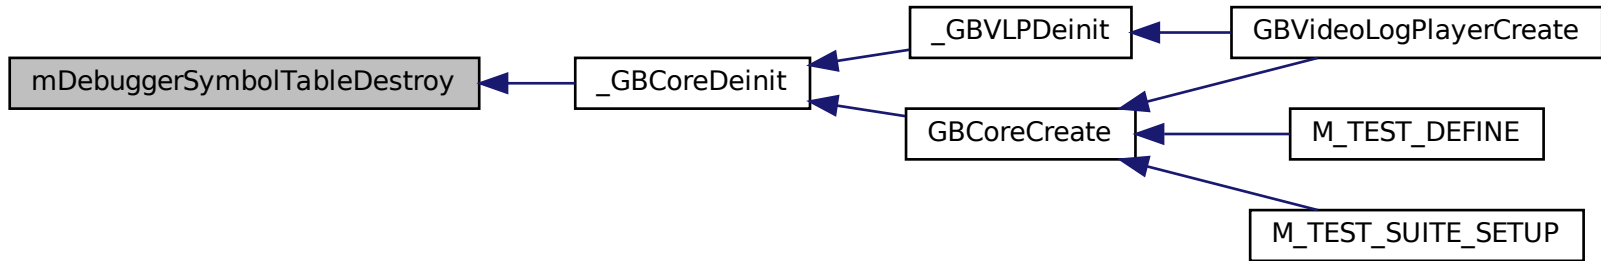 mDebuggerSymbolTableDestroy
_GBCoreDeinit
_GBVLPDeinit
GBVideoLogPlayerCreate
GBCoreCreate
M_TEST_DEFINE
M_TEST_SUITE_SETUP